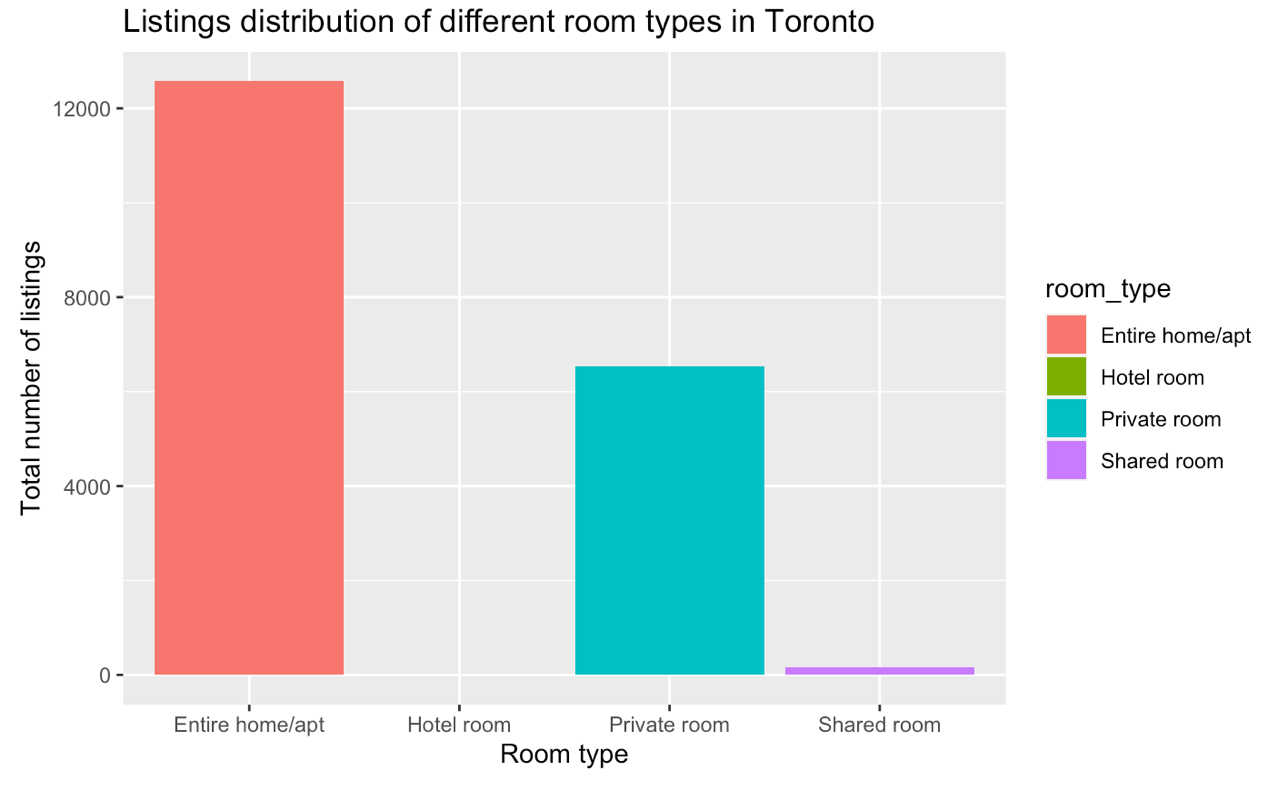 Listings distribution of different room types in Toronto
Total number of listings
12000
8000
4000
0
Entire home/apt
Hotel room
Private room
Shared room
Room type
room_type
Entire home/apt
Hotel room
Private room
Shared room